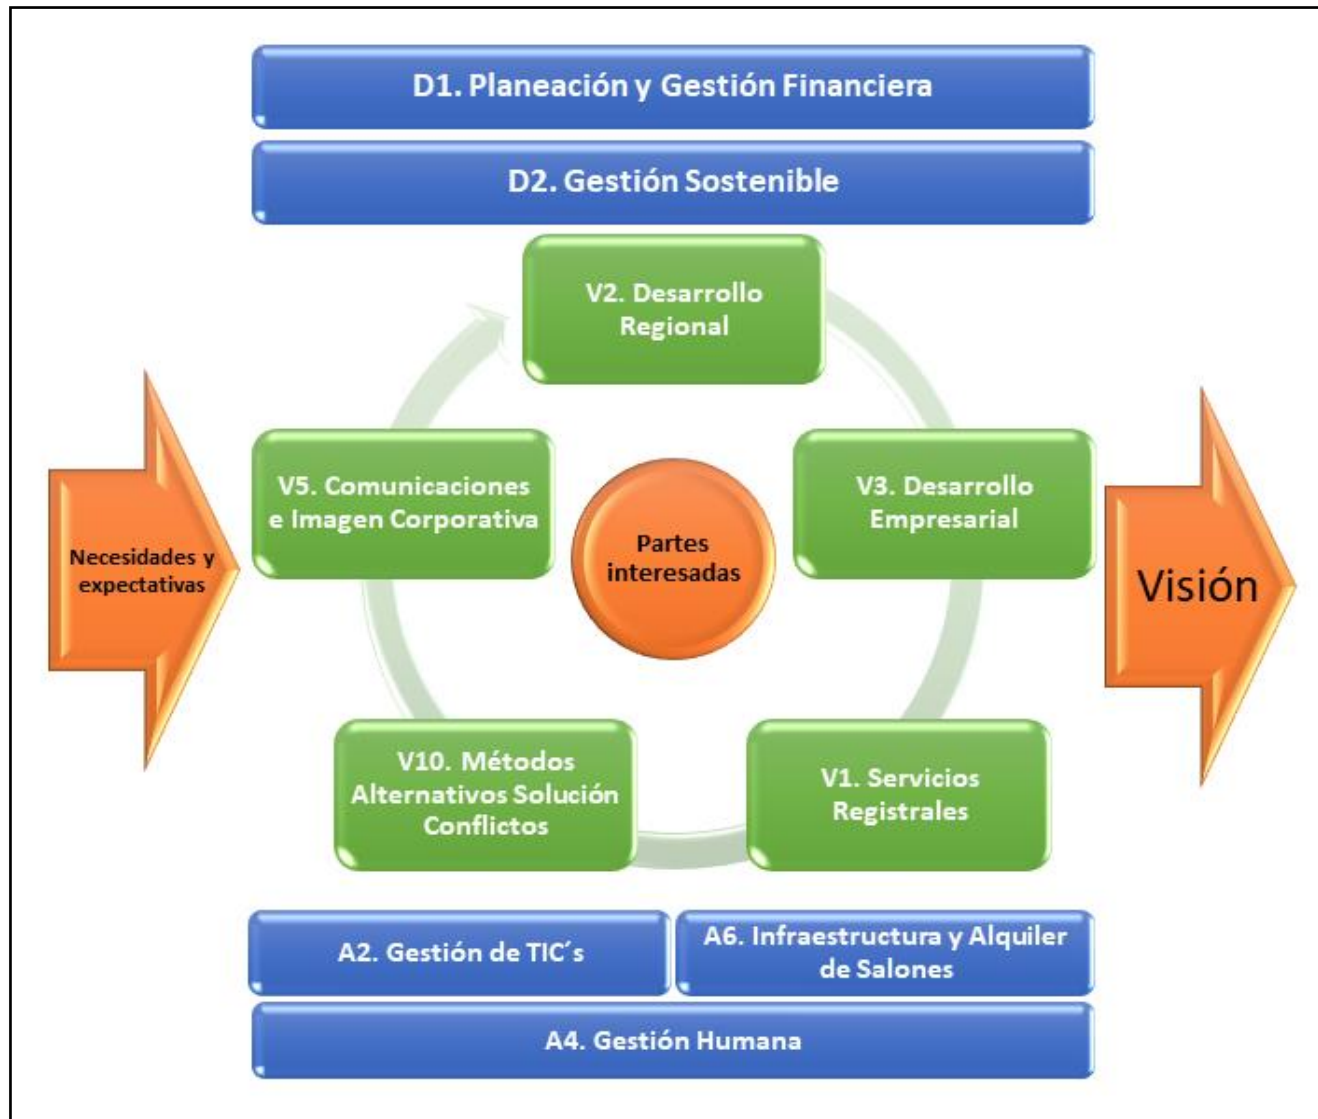 D1. Planeación y Gestión Financiera
D2. Gestión Sostenible
V2. Desarrollo
Regional
V5. Comunicaciones
e Imagen Corporativa
V3. Desarrollo
Empresarial
Necesidades y
expectativas
Partes
interesadas
Visión
V10. Métodos
Alternativos Solución
Conflictos
V1. Servicios
Registrales
A2. Gestión de TIC´s
A6. Infraestructura y Alquiler
de Salones
A4. Gestión Humana